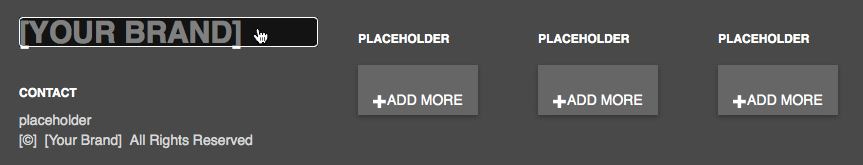 [YOUR BRAND]
CONTACT
placeholder
[©] [Your Brand] All Rights Reserved
PLACEHOLDER
+ADD MORE
PLACEHOLDER
+ADD MORE
PLACEHOLDER
+ADD MORE